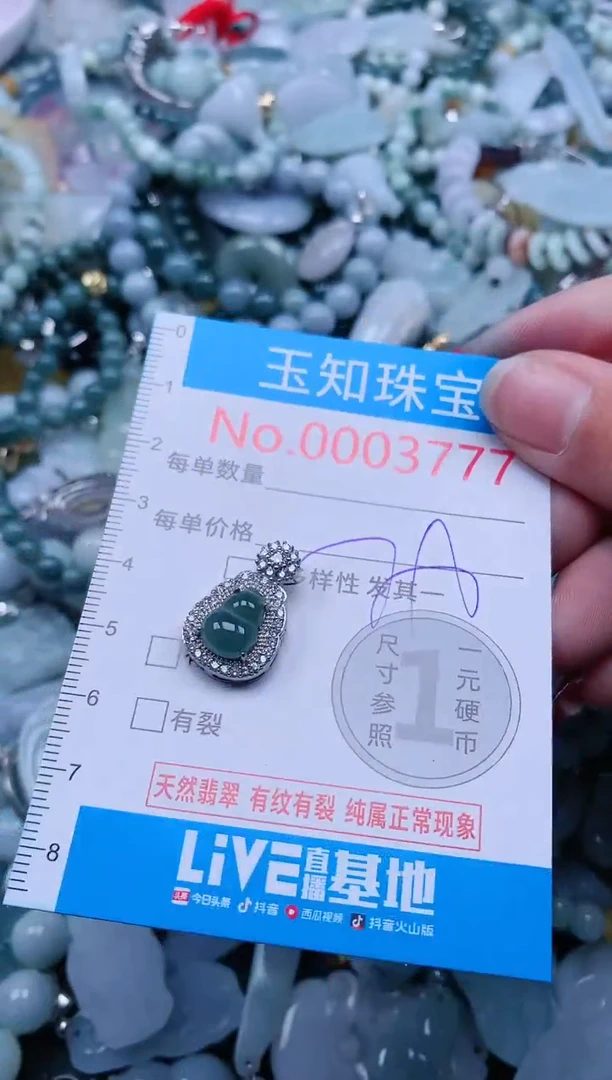 玉知珠宝
No.0003777
每单数量
每单价格
多样性 发其一
尺寸参照
1
一元硬币
有裂
天然翡翠 有纹有裂 纯属正常现象
LiVE直播基地
头条 今日头条 抖音 西瓜视频 抖音火山版
0
1
2
3
4
5
6
7
8